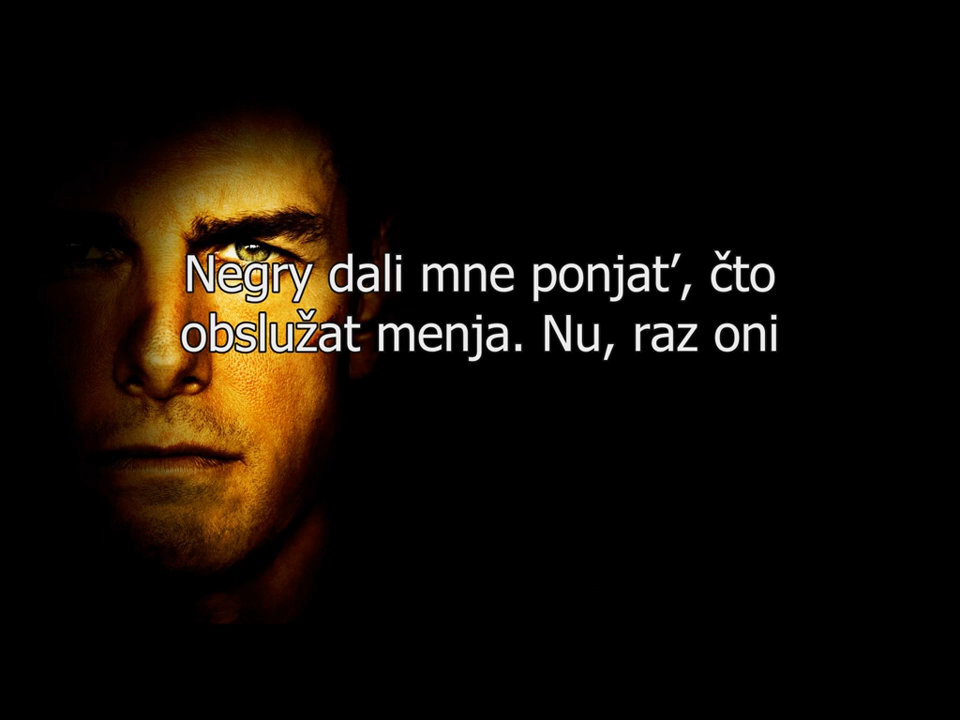 Negry dali mne ponjat’, čto
obslužat menja. Nu, raz oni